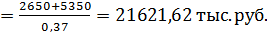 = (2650+5350)/0,37 = 21621,62 тыс.руб.